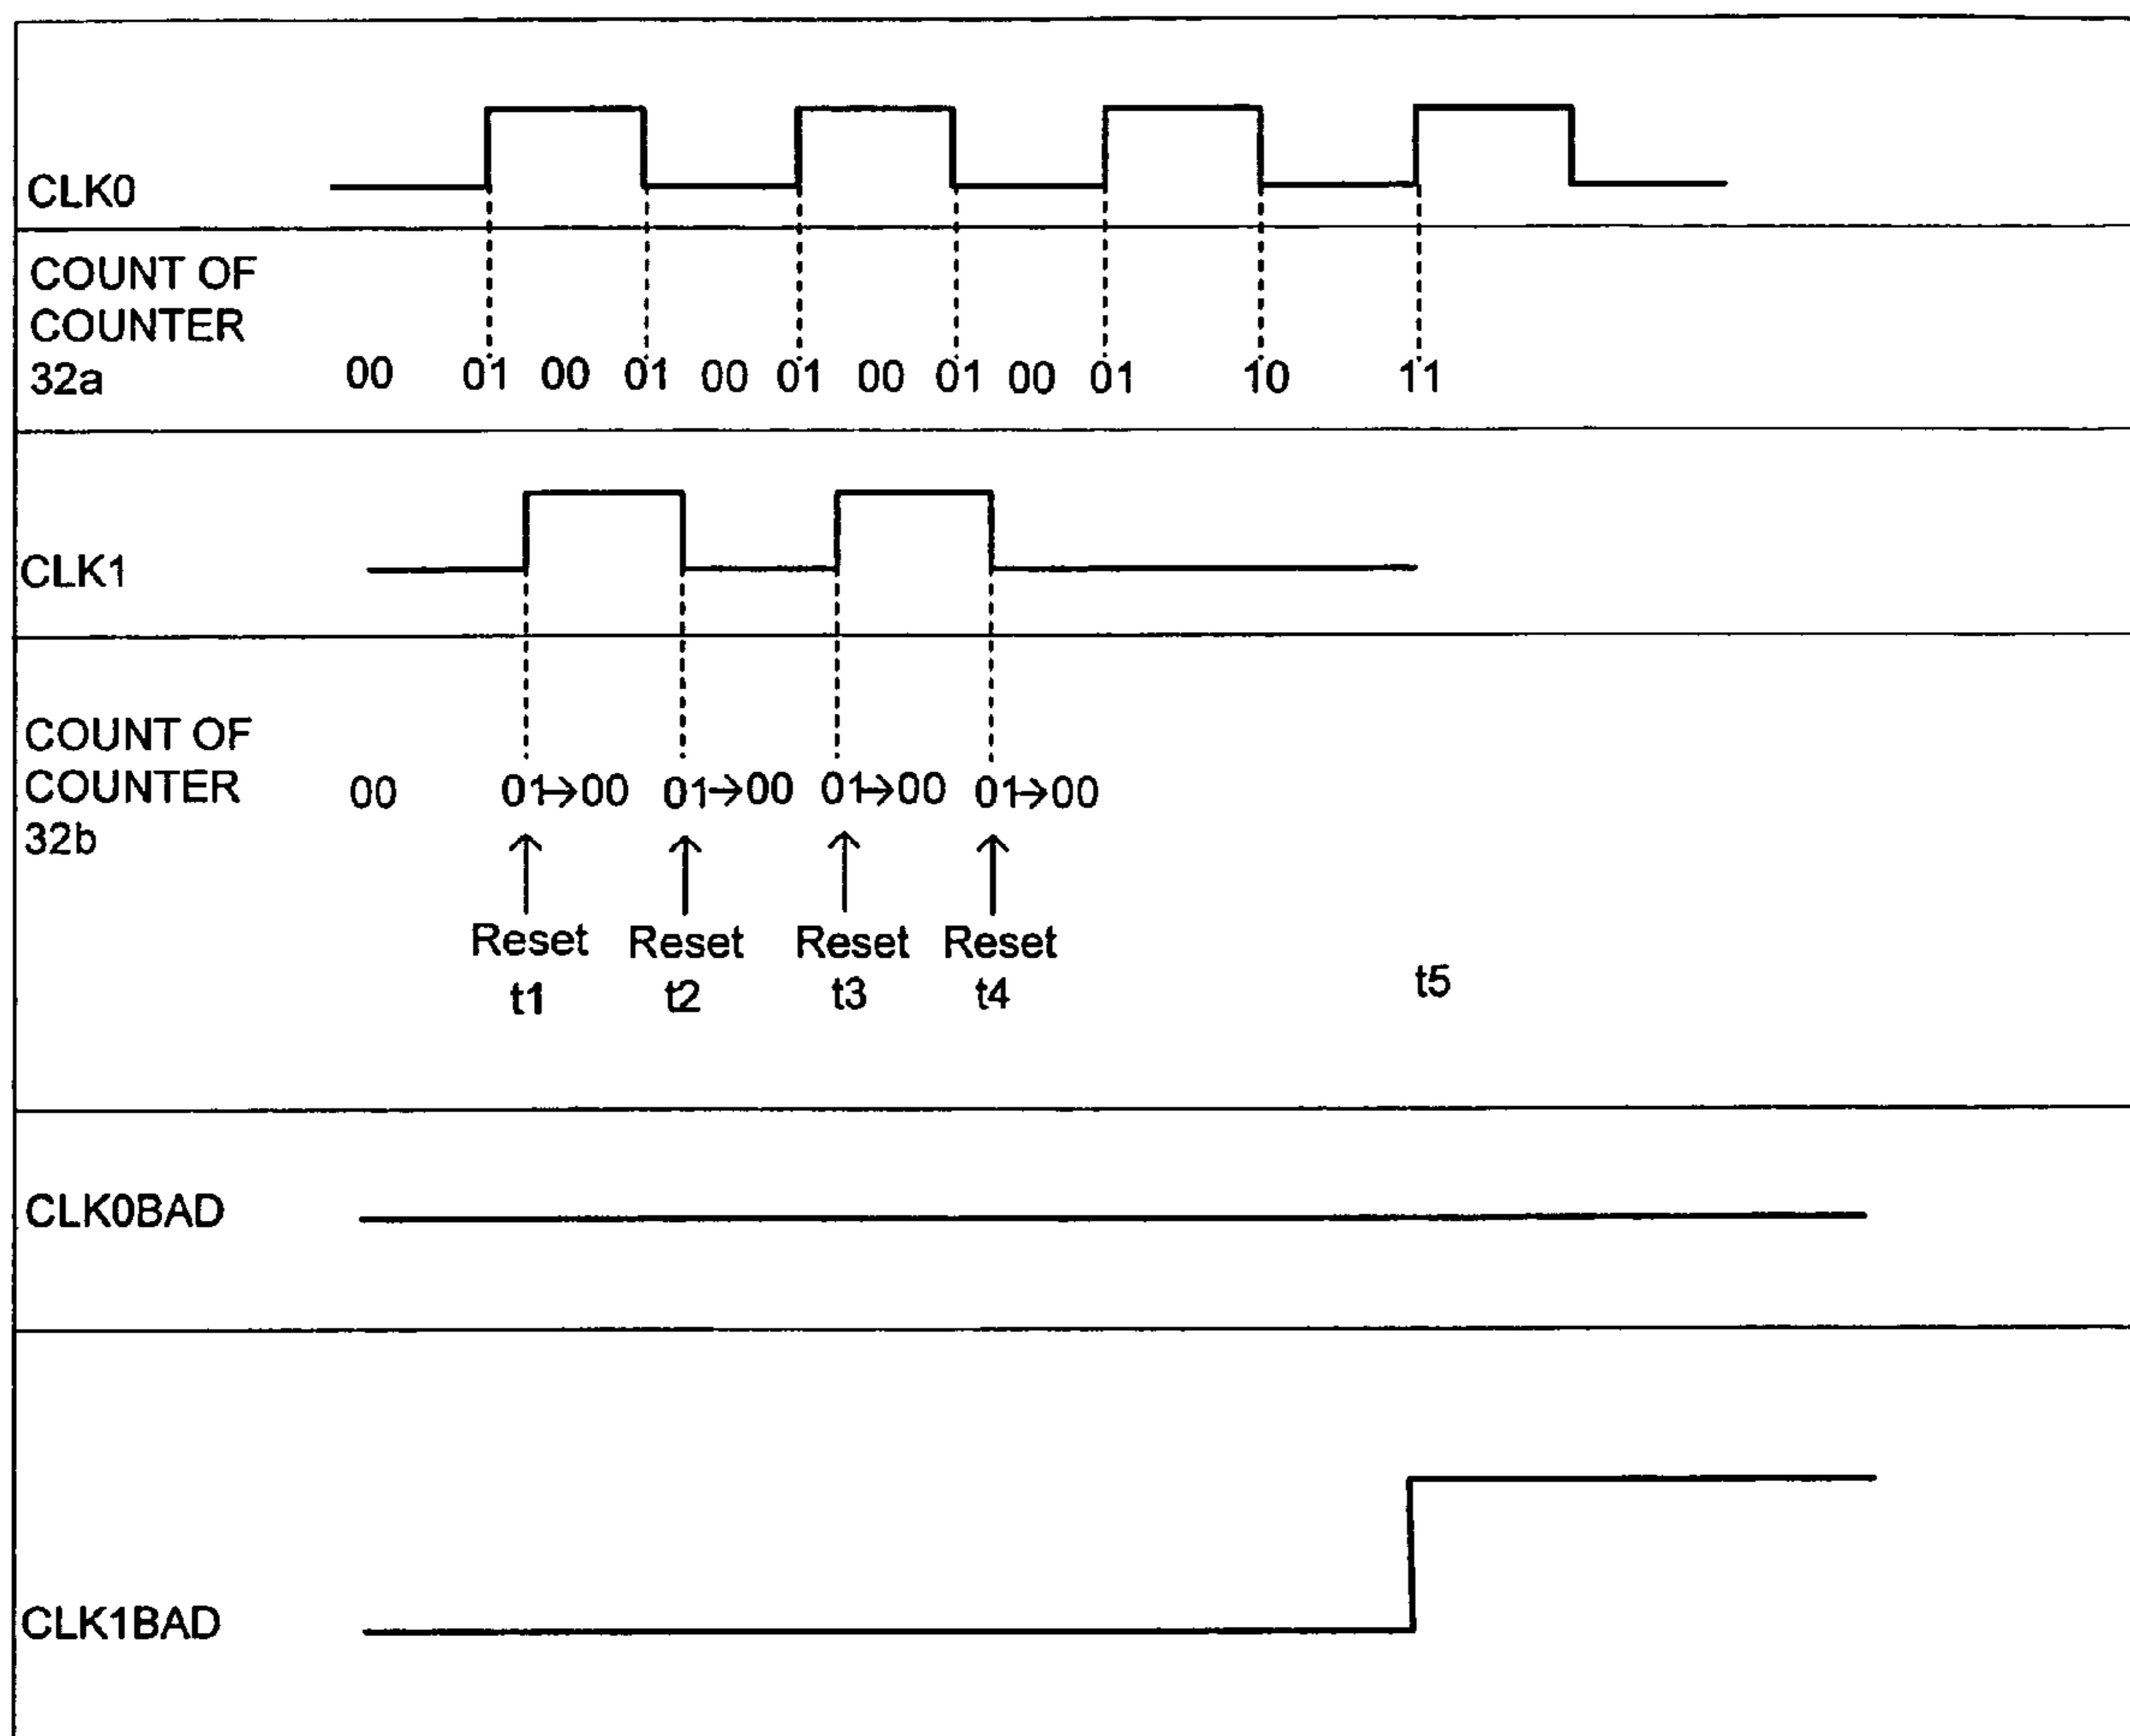 CLK0
COUNT OF
COUNTER
32a
00 01 00 01 00 01 00 01 00 01 10 11
CLK1
COUNT OF
COUNTER
32b
00 01→00 01→00 01→00 01→00
Reset Reset Reset Reset
t1 t2 t3 t4 t5
CLK0BAD
CLK1BAD